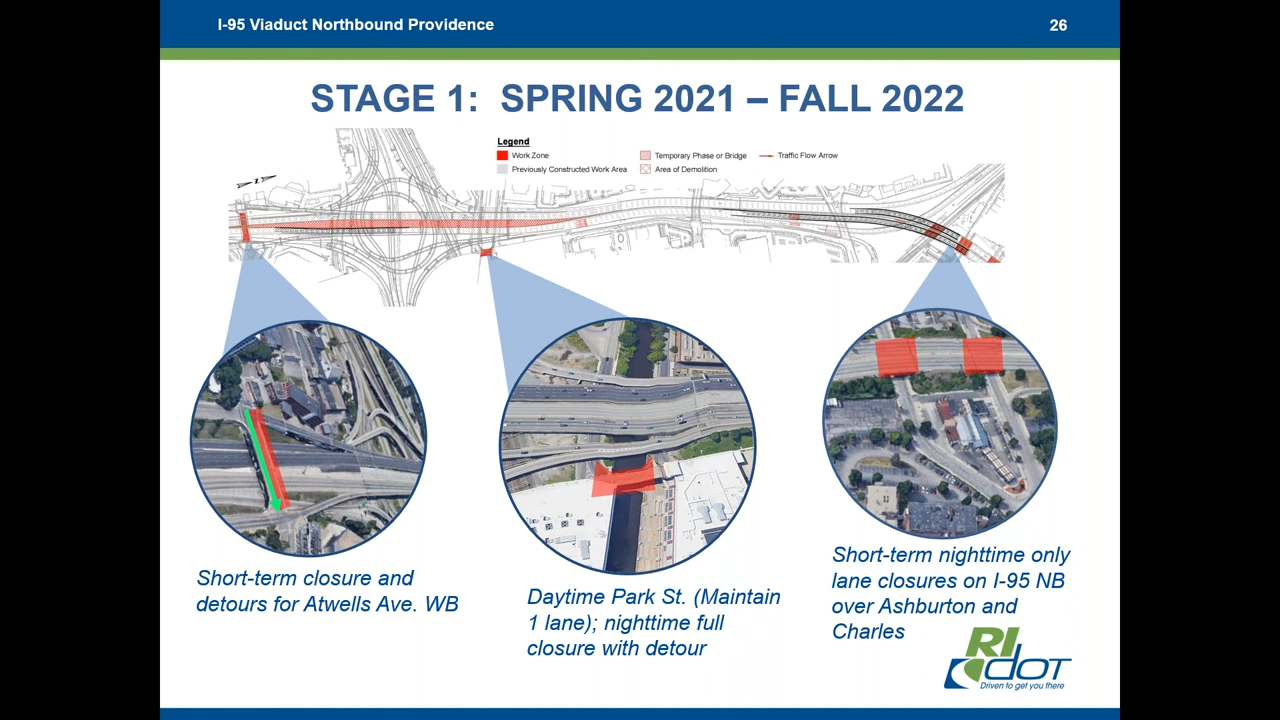 I-95 Viaduct Northbound Providence
26
STAGE 1: SPRING 2021 – FALL 2022
Legend
Work Zone
Previously Constructed Work Area
Temporary Phase or Bridge
Area of Demolition
Traffic Flow Arrow
Z
Short-term closure and
detours for Atwells Ave. WB
Daytime Park St. (Maintain
1 lane); nighttime full
closure with detour
Short-term nighttime only
lane closures on I-95 NB
over Ashburton and
Charles
RI
DOT
Driven to get you there